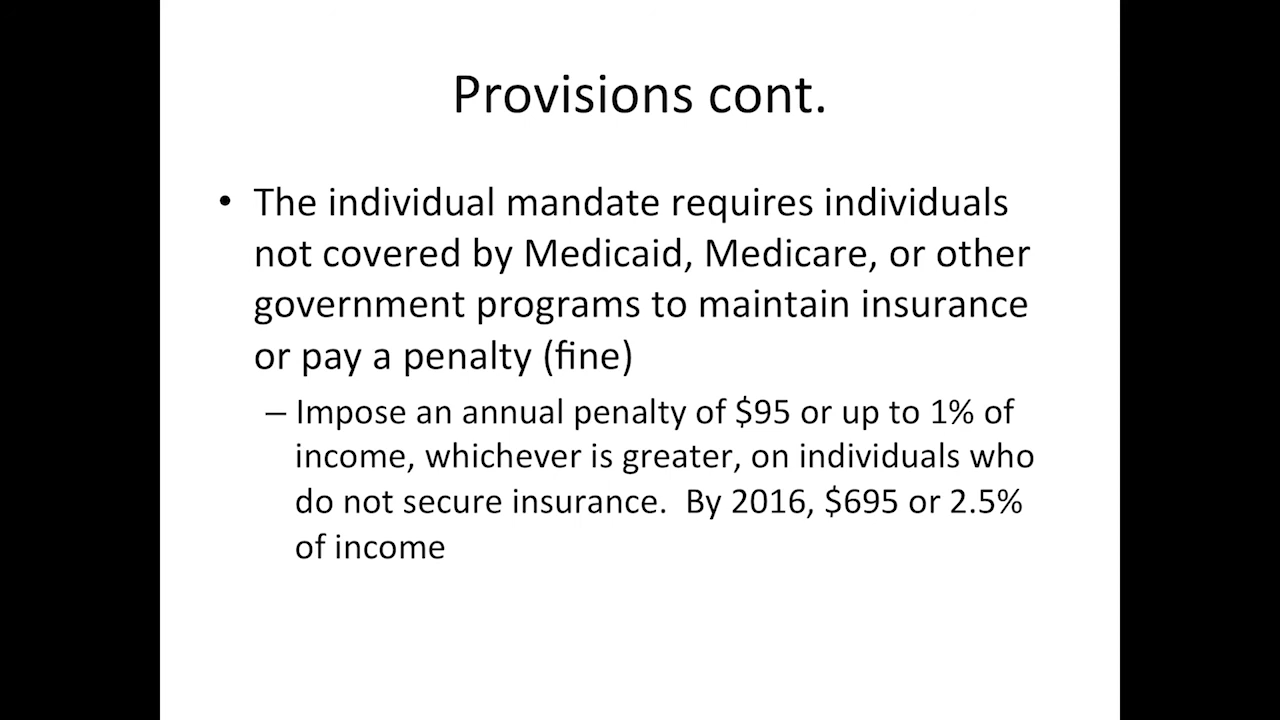 Provisions cont.
• The individual mandate requires individuals
not covered by Medicaid, Medicare, or other
government programs to maintain insurance
or pay a penalty (fine)
– Impose an annual penalty of $95 or up to 1% of
income, whichever is greater, on individuals who
do not secure insurance.  By 2016, $695 or 2.5%
of income